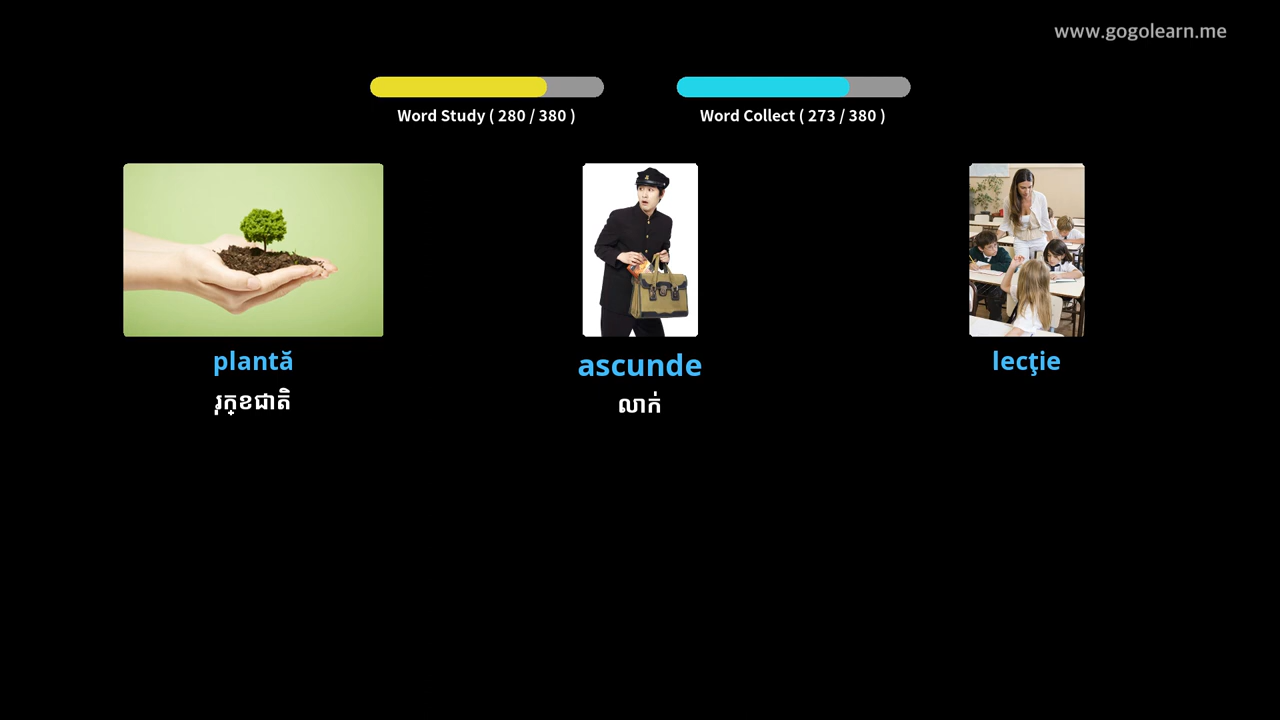 www.gogolearn.me
Word Study ( 280 / 380 )
Word Collect ( 273 / 380 )
plantă
ascunde
lecţie
រុក្ខជាតិ
លាក់